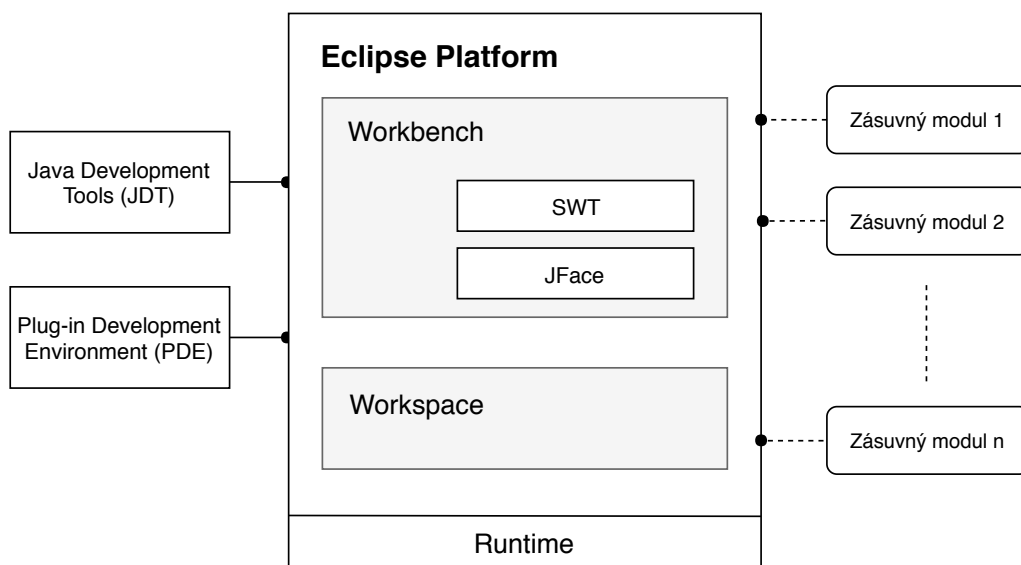 Eclipse Platform
Workbench
SWT
JFace
Workspace
Runtime
Java Development
Tools (JDT)
Plug-in Development
Environment (PDE)
Zásuvný modul 1
Zásuvný modul 2
Zásuvný modul n